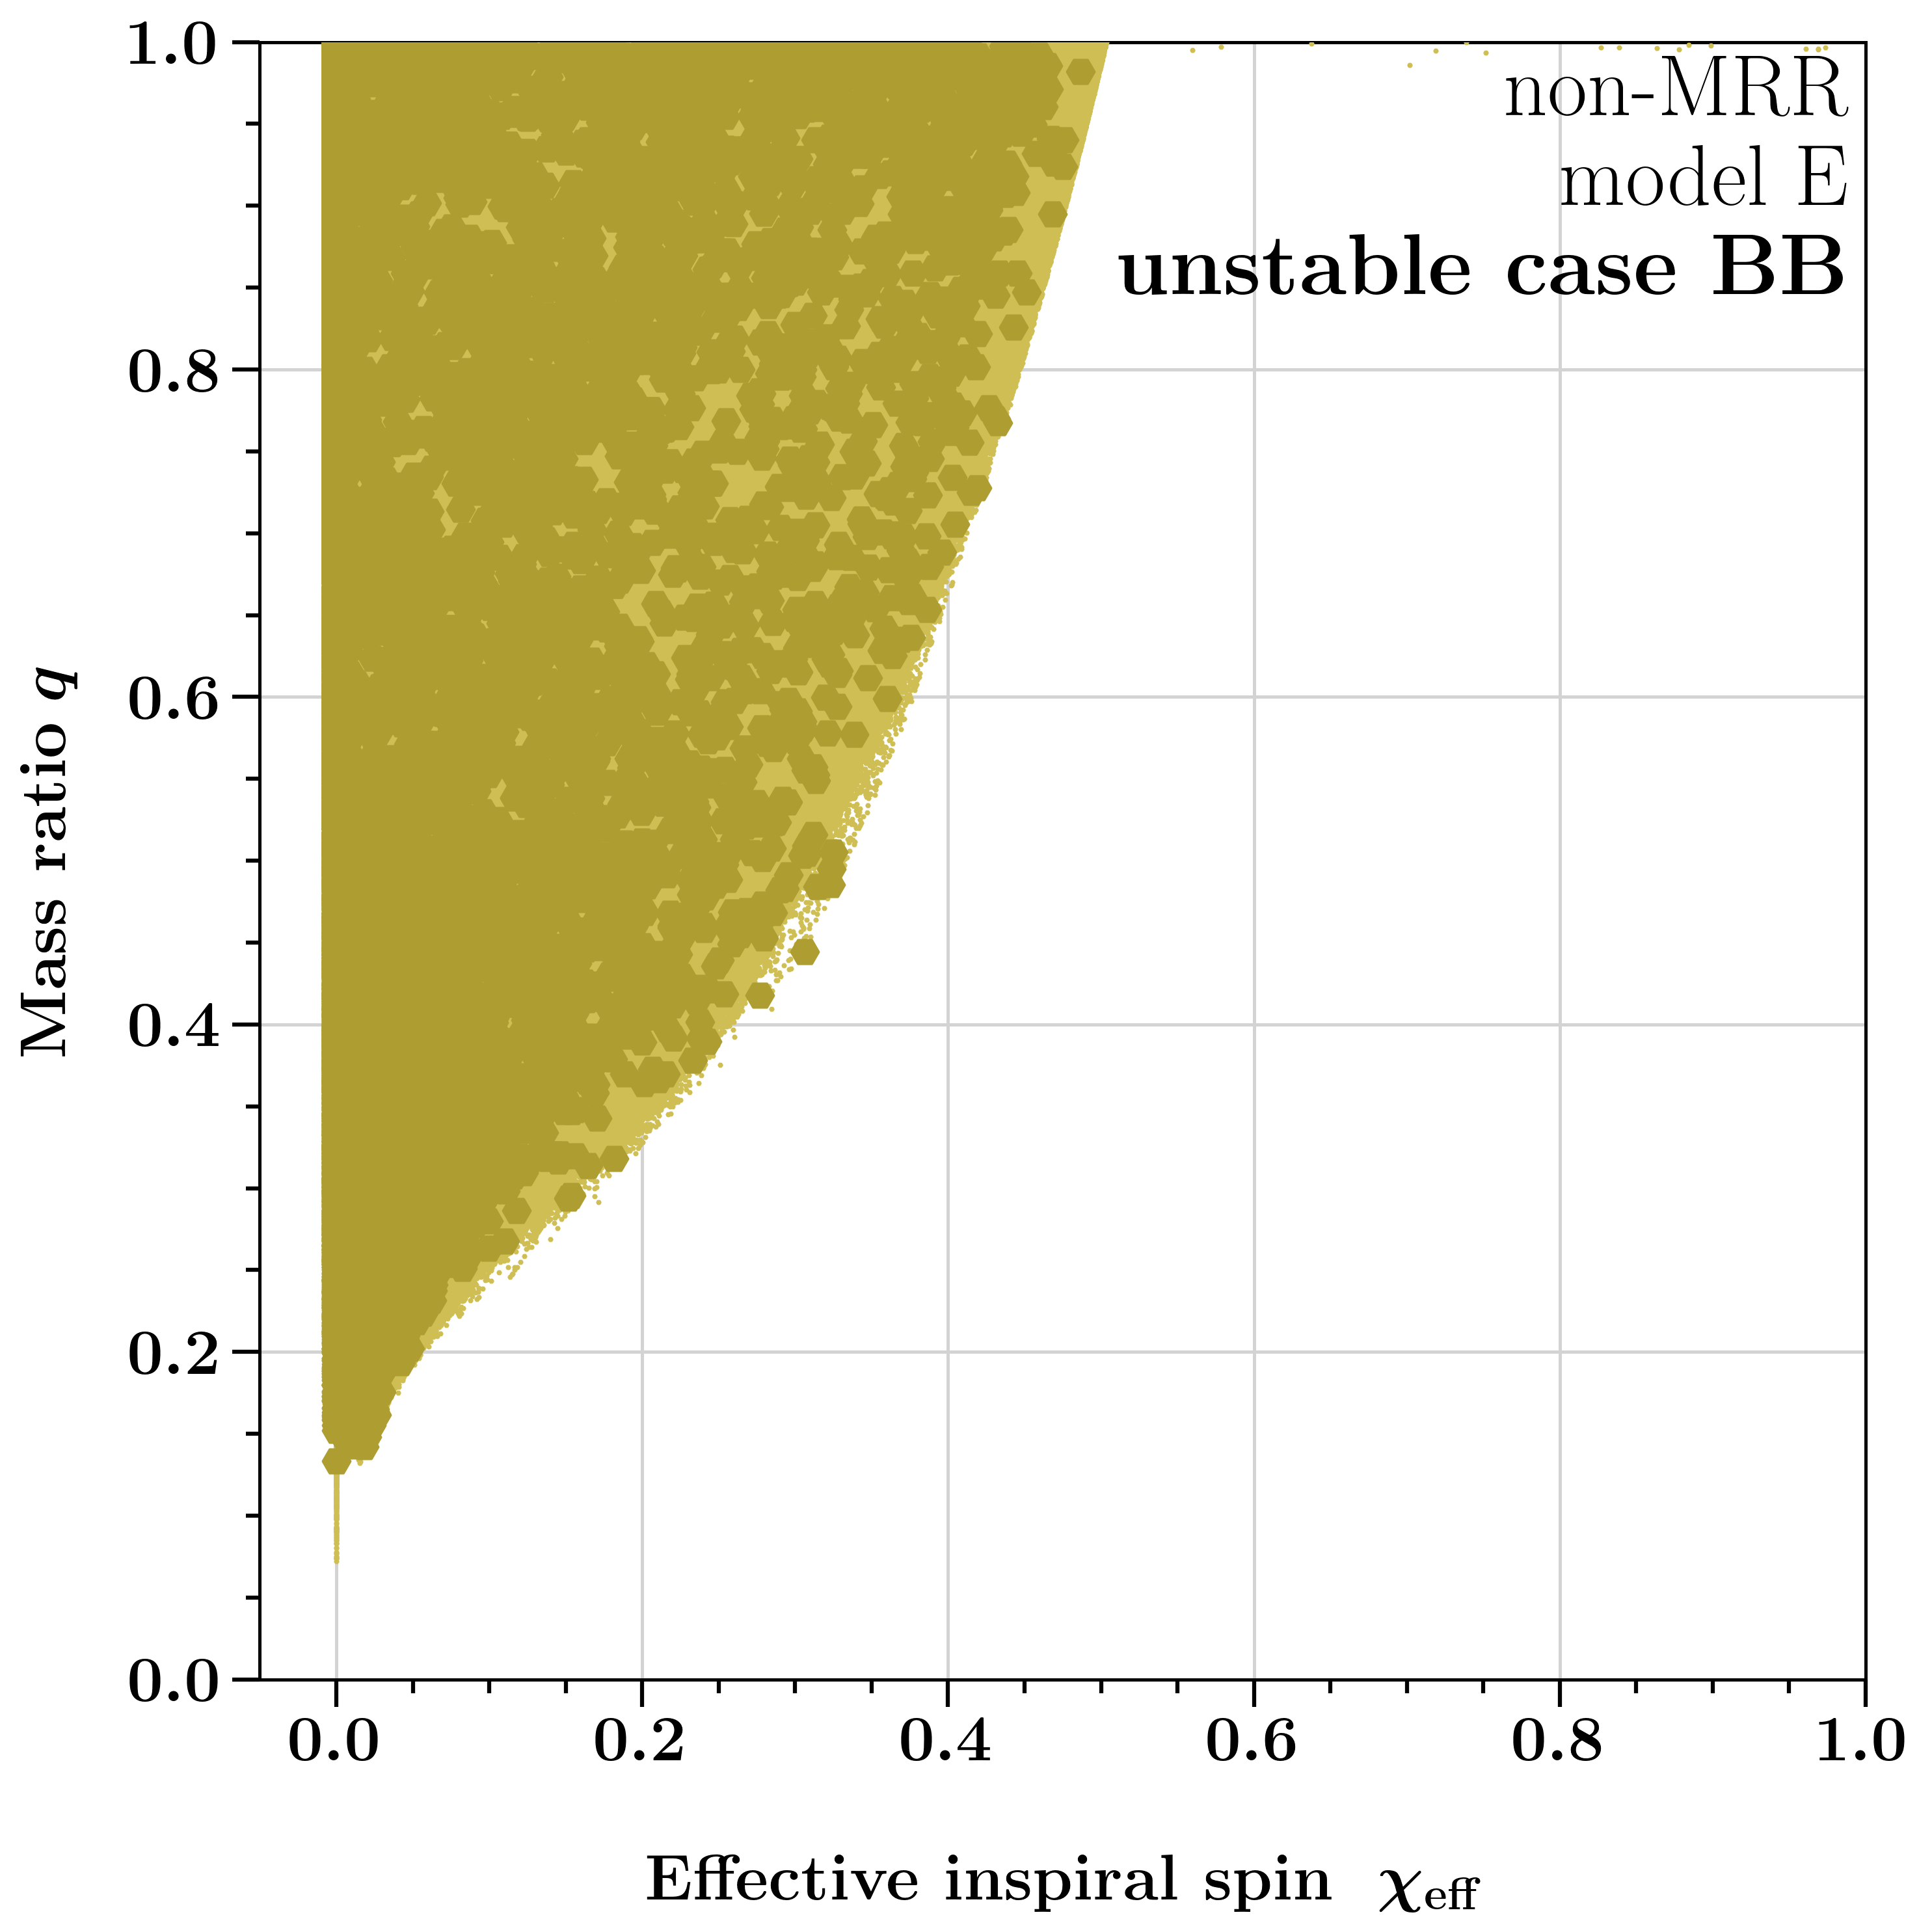 1.0
non-MRR
model E
unstable case BB
0.8
0.6
0.4
0.2
0.0
Mass ratio q
0.0 0.2 0.4 0.6 0.8 1.0
Effective inspiral spin χeff